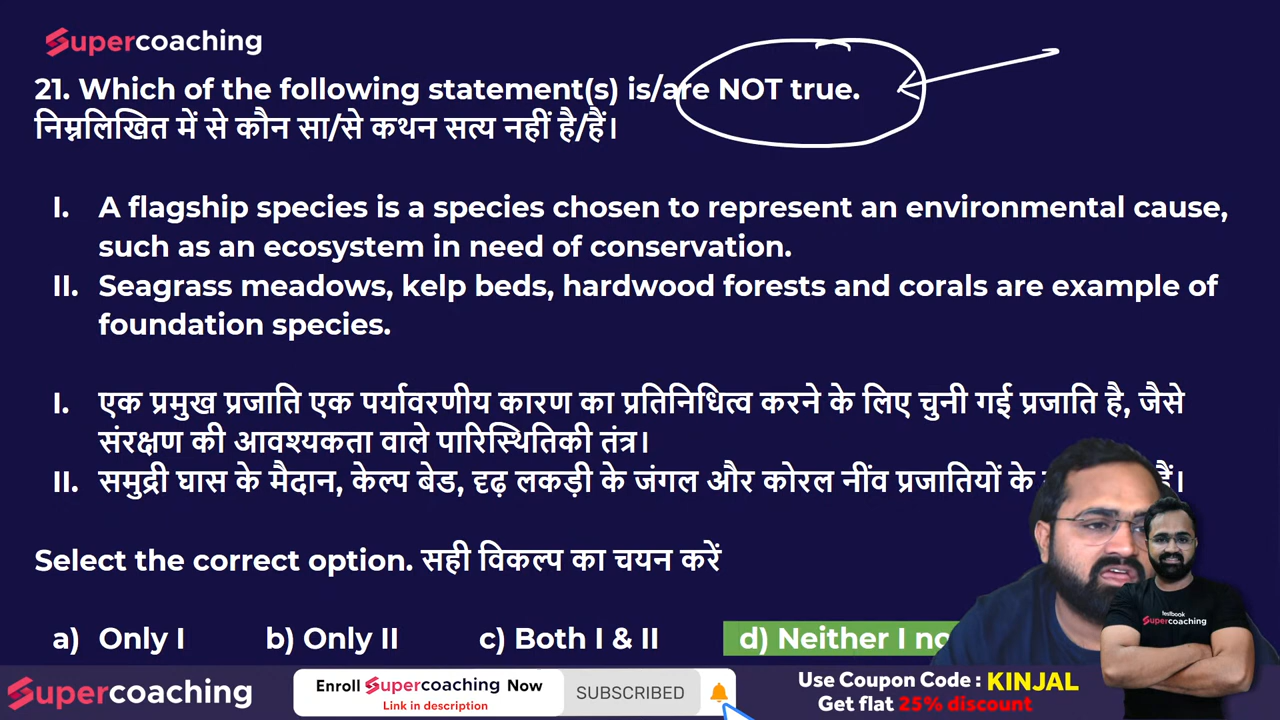 Supercoaching
21. Which of the following statement(s) is/are NOT true.
निम्नलिखित में से कौन सा/से कथन सत्य नहीं है/हैं।
I. A flagship species is a species chosen to represent an environmental cause,
such as an ecosystem in need of conservation.
II. Seagrass meadows, kelp beds, hardwood forests and corals are example of
foundation species.
I. एक प्रमुख प्रजाति एक पर्यावरणीय कारण का प्रतिनिधित्व करने के लिए चुनी गई प्रजाति है, जैसे
संरक्षण की आवश्यकता वाले पारिस्थितिकी तंत्र।
II. समुद्री घास के मैदान, केल्प बेड, दृढ़ लकड़ी के जंगल और कोरल नींव प्रजातियों के हैं।
Select the correct option. सही विकल्प का चयन करें
a) Only I b) Only II c) Both I & II d) Neither I
testbook
Supercoaching
Supercoaching
Enroll Supercoaching Now
Link in description
SUBSCRIBED
Use Coupon Code : KINJAL
Get flat 25% discount